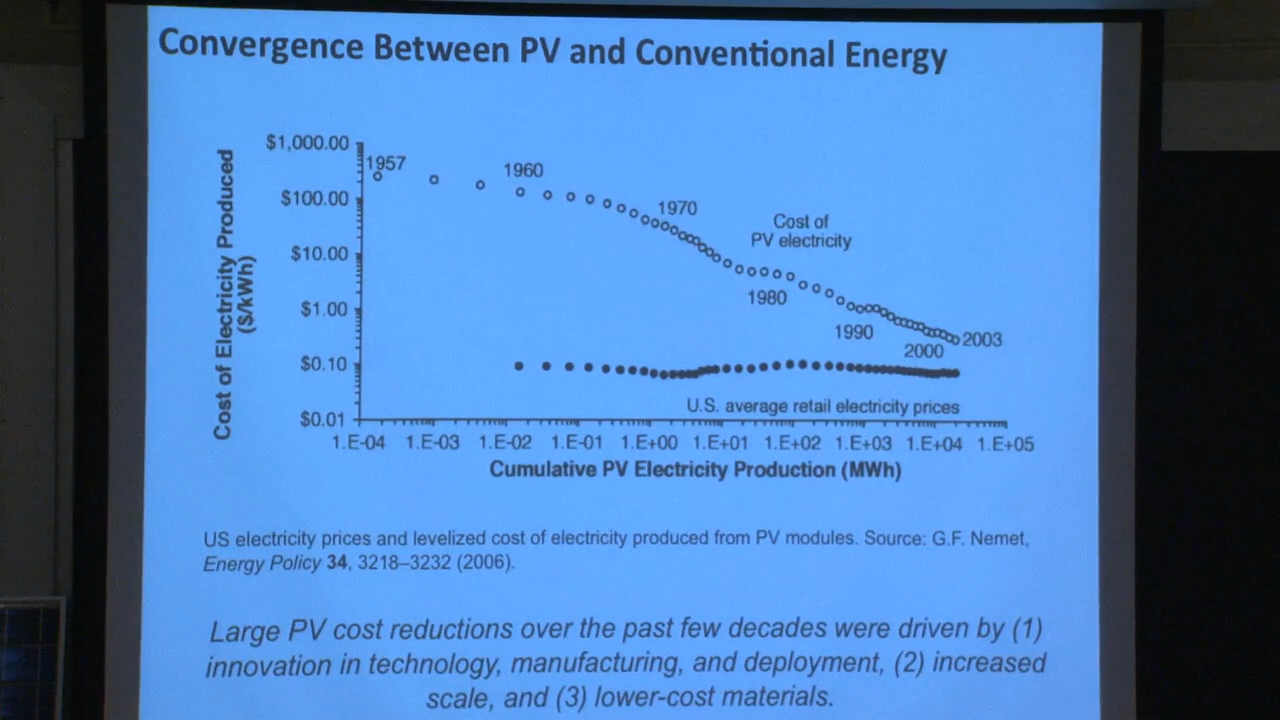 Convergence Between PV and Conventional Energy
Cost of Electricity Produced
($/kWh)
$1,000.00
$100.00
$10.00
$1.00
$0.10
$0.01
1957
1960
1970
Cost of
PV electricity
1980
1990
2000
2003
U.S. average retail electricity prices
1.E-04 1.E-03 1.E-02 1.E-01 1.E+00 1.E+01 1.E+02 1.E+03 1.E+04 1.E+05
Cumulative PV Electricity Production (MWh)
US electricity prices and levelized cost of electricity produced from PV modules. Source: G.F. Nemet,
Energy Policy 34, 3218–3232 (2006).
Large PV cost reductions over the past few decades were driven by (1)
innovation in technology, manufacturing, and deployment, (2) increased
scale, and (3) lower-cost materials.